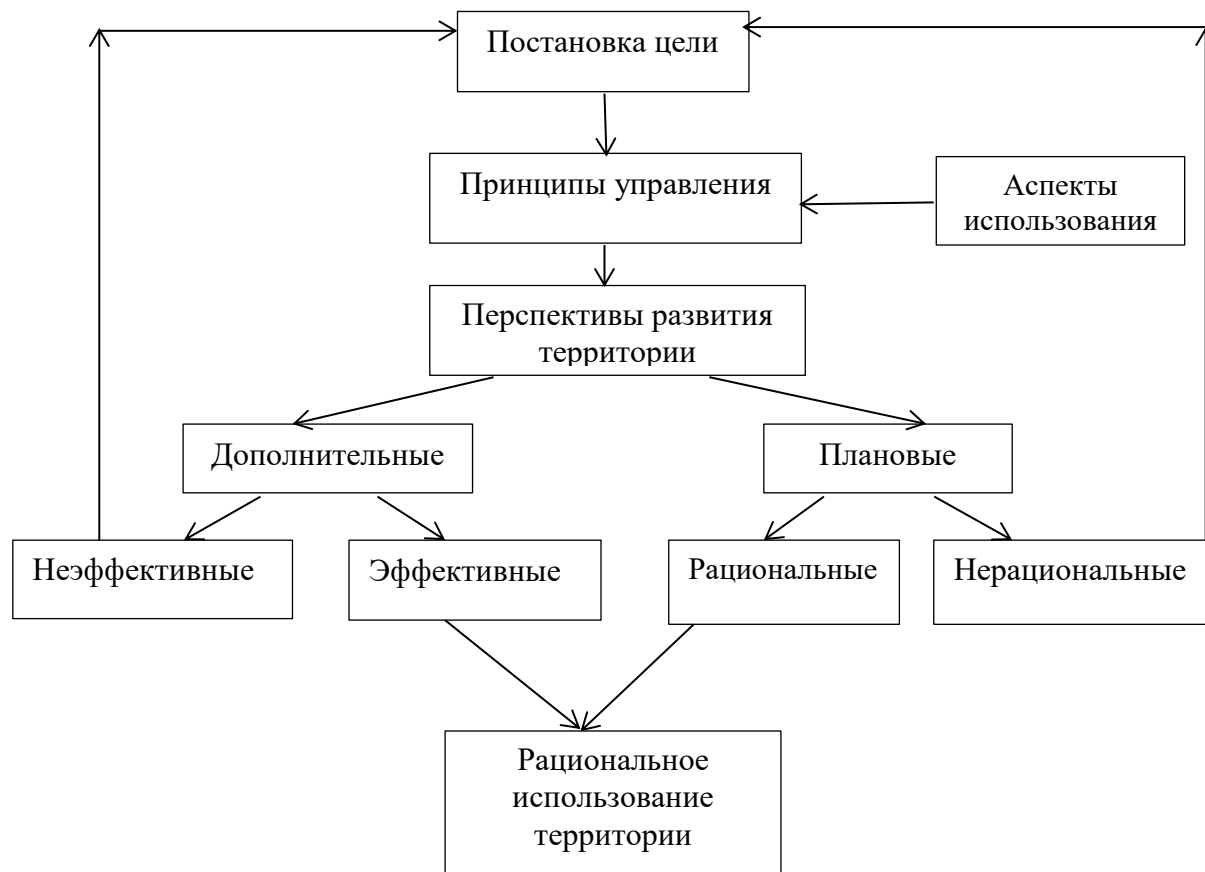 Постановка цели
Принципы управления
Аспекты
использования
Перспективы развития
территории
Дополнительные
Плановые
Неэффективные
Эффективные
Рациональные
Нерациональные
Рациональное
использование
территории